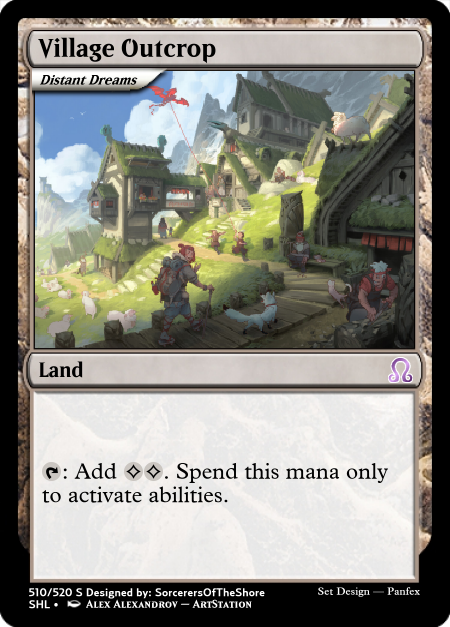 Village Outcrop
Distant Dreams
Land
: Add . Spend this mana only
to activate abilities.
510/520 S Designed by: SorcerersOfTheShore
Set Design — Panfex
SHL • Alex Alexandrov — ArtStation